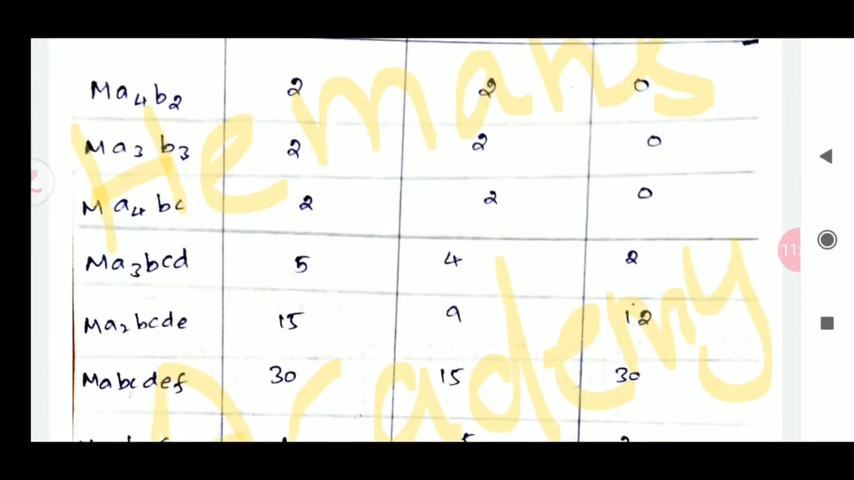 Ma4b2 2 2 0
Ma3b3 2 2 0
Ma4bc 2 2 0
Ma3bcd 5 4 2
Ma2bcde 15 9 12
Mabcdef 30 15 30
Hemans
Academy